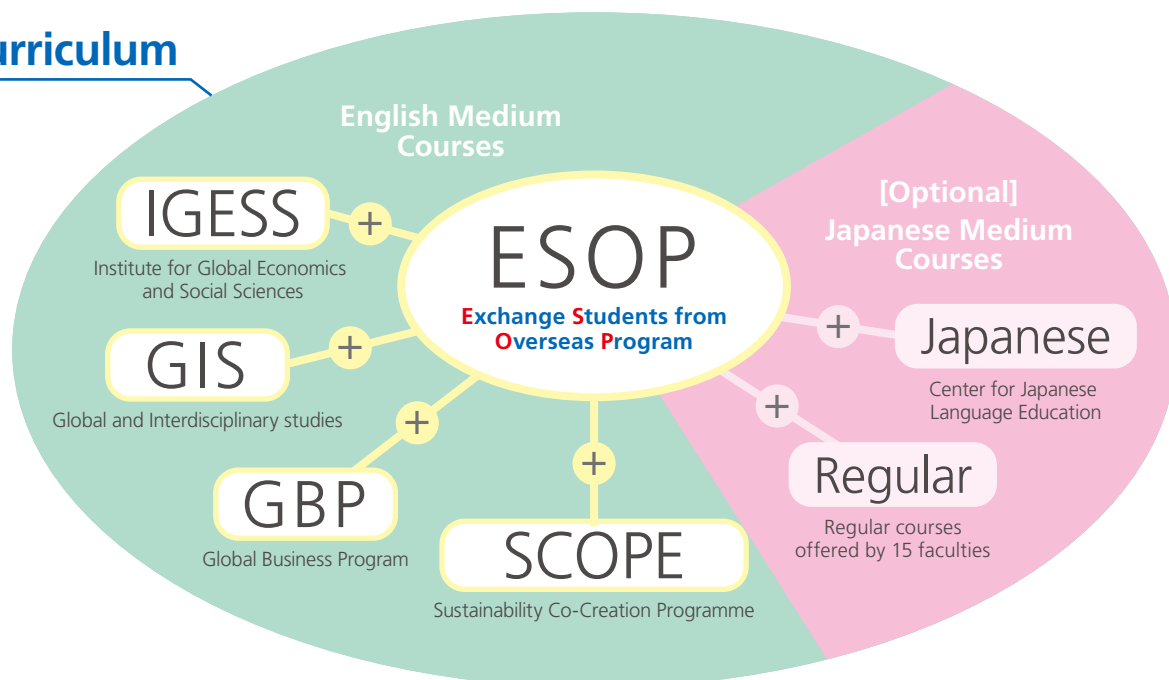 urriculum
English Medium
Courses
IGESS
+
Institute for Global Economics
and Social Sciences
GIS
+
Global and Interdisciplinary studies
GBP
+
Global Business Program
SCOPE
+
Sustainability Co-Creation Programme
ESOP
Exchange Students from
Overseas Program
[Optional]
Japanese Medium
Courses
+
Japanese
Center for Japanese
Language Education
+
Regular
Regular courses
offered by 15 faculties